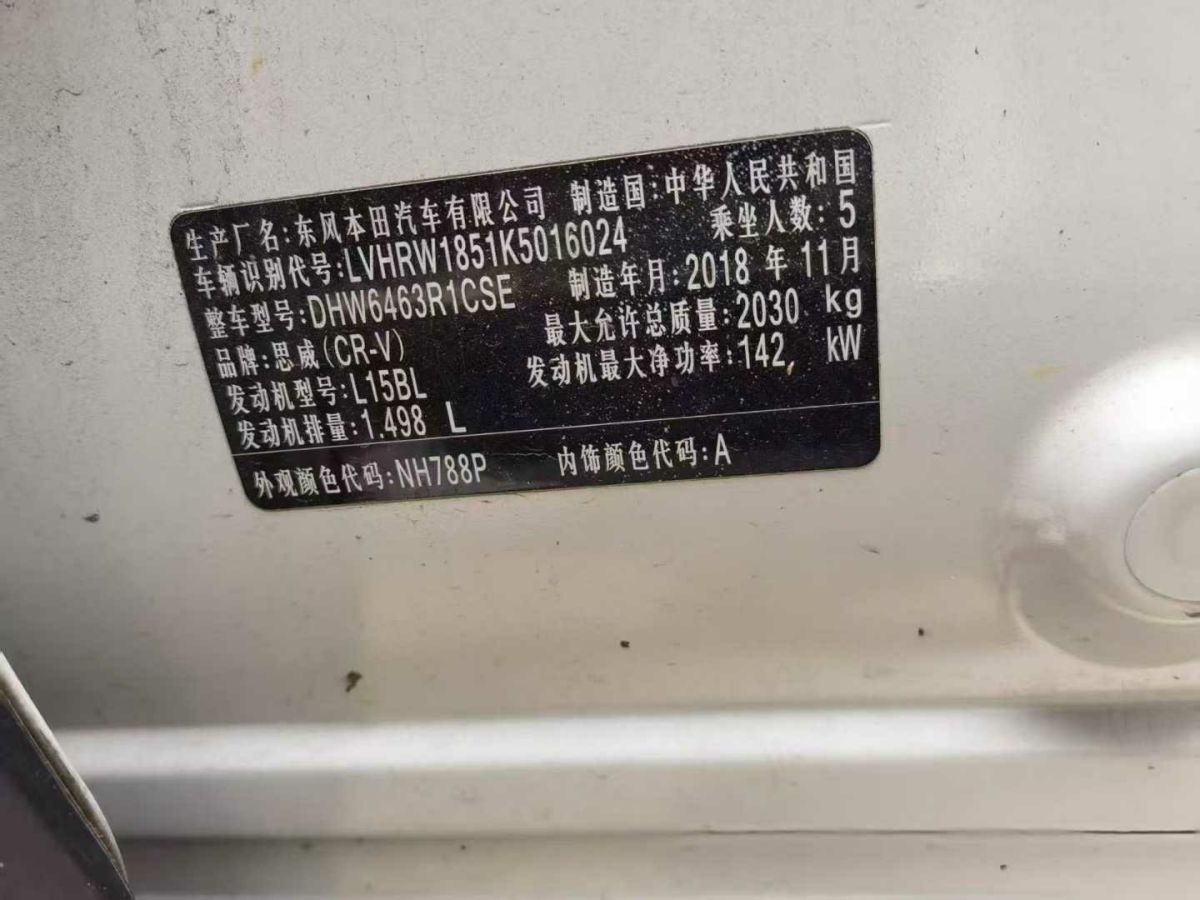 生产厂名:东风本田汽车有限公司 制造国:中华人民共和国
车辆识别代号:LVHRW1851K5016024 乘坐人数:5
整车型号:DHW6463R1CSE 制造年月:2018 年 11 月
品牌:思威(CR-V) 最大允许总质量:2030 kg
发动机型号:L15BL 发动机最大净功率:142 kW
发动机排量:1.498 L
外观颜色代码:NH788P 内饰颜色代码:A